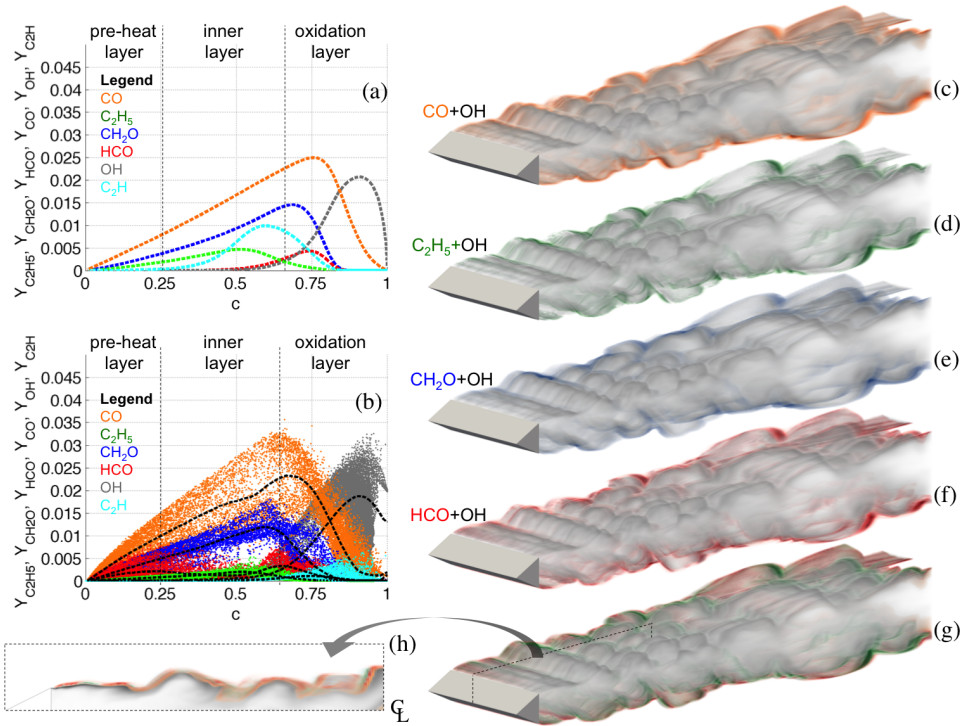 pre-heat layer
inner layer
oxidation layer
Y_C2H5, Y_CH2O, Y_HCO, Y_CO, Y_OH, Y_C2H
0.045
0.04
0.035
0.03
0.025
0.02
0.015
0.01
0.005
0
Legend
CO
C₂H₅
CH₂O
HCO
OH
C₂H
(a)
0 0.25 0.5 0.75 1
c
pre-heat layer
inner layer
oxidation layer
Y_C2H5, Y_CH2O, Y_HCO, Y_CO, Y_OH, Y_C2H
0.045
0.04
0.035
0.03
0.025
0.02
0.015
0.01
0.005
0
Legend
CO
C₂H₅
CH₂O
HCO
OH
C₂H
(b)
0 0.25 0.5 0.75 1
c
CO+OH
(c)
C₂H₅+OH
(d)
CH₂O+OH
(e)
HCO+OH
(f)
(g)
(h)
℄